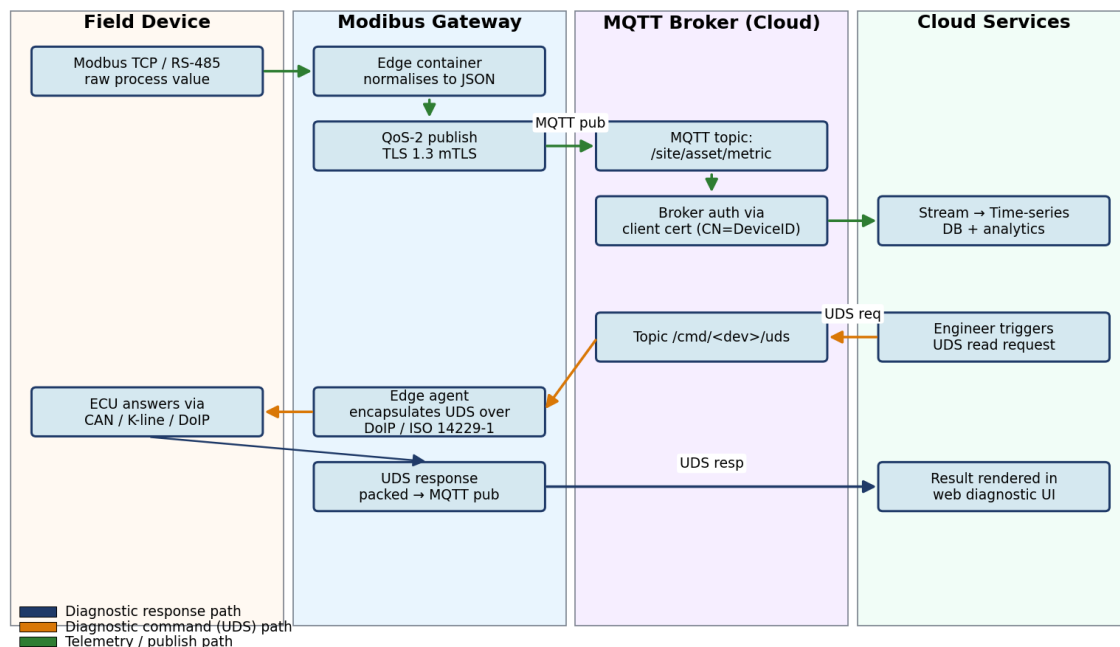 Field Device
Modibus Gateway
MQTT Broker (Cloud)
Cloud Services
Modbus TCP / RS-485
raw process value
Edge container
normalises to JSON
QoS-2 publish
TLS 1.3 mTLS
MQTT pub
MQTT topic:
/site/asset/metric
Broker auth via
client cert (CN=DeviceID)
Stream → Time-series
DB + analytics
Engineer triggers
UDS read request
UDS req
Topic /cmd/<dev>/uds
Edge agent
encapsulates UDS over
DoIP / ISO 14229-1
ECU answers via
CAN / K-line / DoIP
UDS response
packed → MQTT pub
UDS resp
Result rendered in
web diagnostic UI
Diagnostic response path
Diagnostic command (UDS) path
Telemetry / publish path